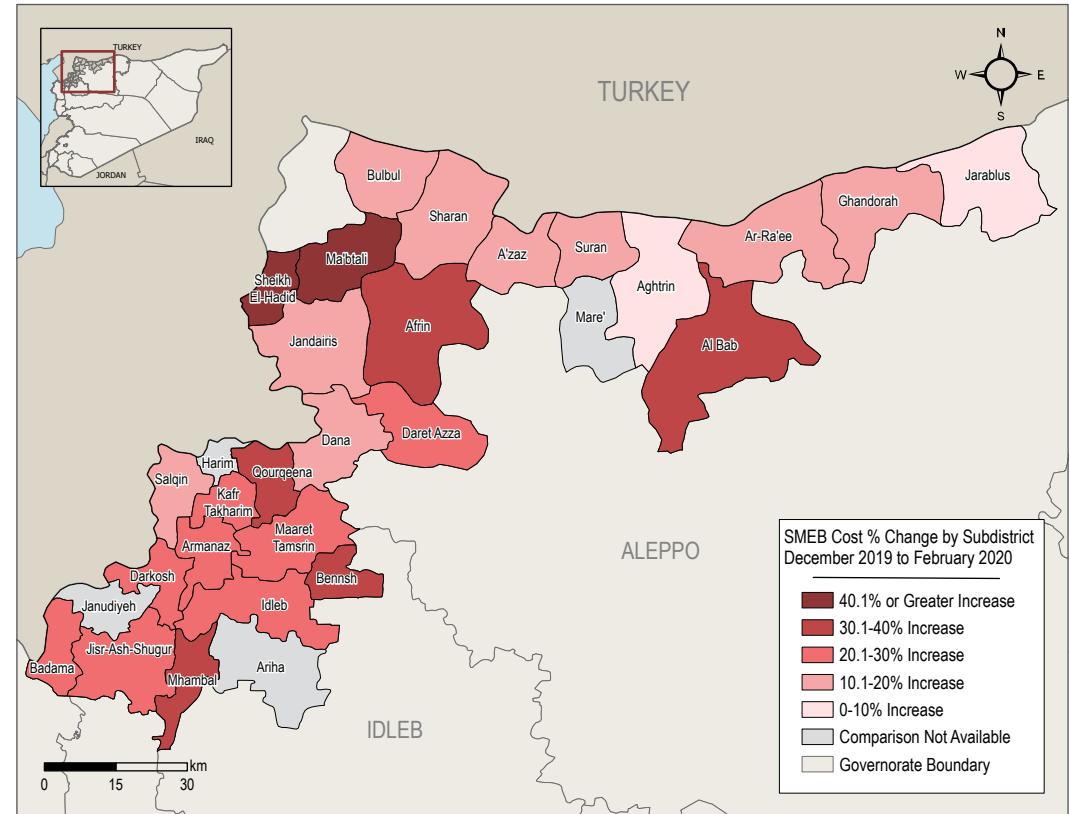 TURKEY
IRAQ
JORDAN
N
W
E
S
TURKEY
Bulbul
Sharan
A'zaz
Suran
Ar-Ra'ee
Ghandorah
Jarablus
Ma'btali
Sheikh
El-Hadid
Afrin
Mare'
Aghtrin
Al Bab
Jandairis
Dana
Daret Azza
Harim
Qourqeena
Salqin
Kafr
Takharim
Maaret
Tamsrin
Armanaz
Darkosh
Bennsh
Janudiyeh
Idleb
Jisr-Ash-Shugur
Badama
Mhambal
Ariha
ALEPPO
IDLEB
SMEB Cost % Change by Subdistrict
December 2019 to February 2020
40.1% or Greater Increase
30.1-40% Increase
20.1-30% Increase
10.1-20% Increase
0-10% Increase
Comparison Not Available
Governorate Boundary
km
0 15 30